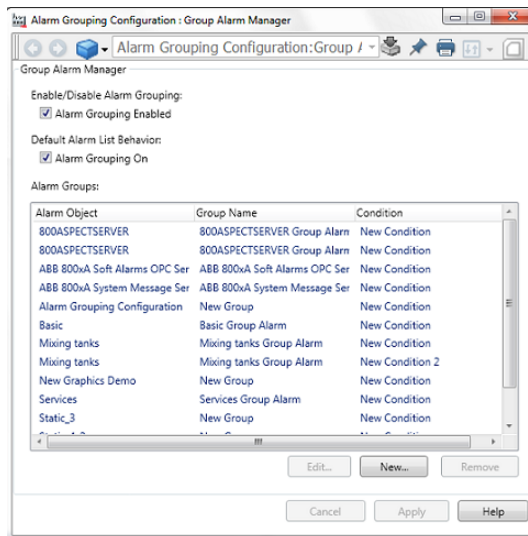 Alarm Grouping Configuration : Group Alarm Manager
Alarm Grouping Configuration:Group
Group Alarm Manager
Enable/Disable Alarm Grouping:
Alarm Grouping Enabled
Default Alarm List Behavior:
Alarm Grouping On
Alarm Groups:
Alarm Object Group Name Condition
800ASPECTSERVER 800ASPECTSERVER Group Alarm New Condition
800ASPECTSERVER 800ASPECTSERVER Group Alarm New Condition
ABB 800xA Soft Alarms OPC Ser ABB 800xA Soft Alarms OPC Ser New Condition
ABB 800xA System Message Ser ABB 800xA System Message Ser New Condition
Alarm Grouping Configuration New Group New Condition
Basic Basic Group Alarm New Condition
Mixing tanks Mixing tanks Group Alarm New Condition
Mixing tanks Mixing tanks Group Alarm New Condition 2
New Graphics Demo New Group New Condition
Services Services Group Alarm New Condition
Static_3 New Group New Condition
Edit... New... Remove
Cancel Apply Help